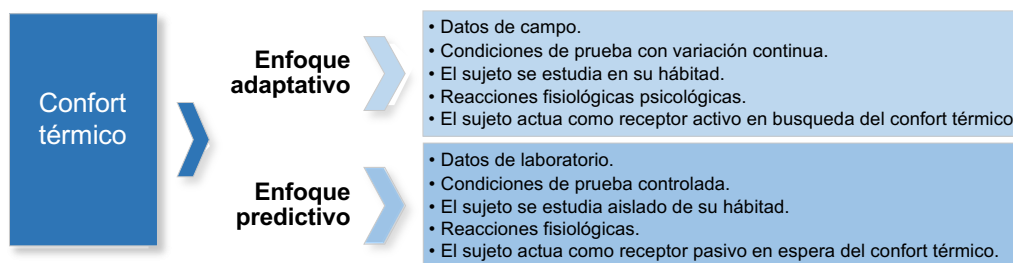 Confort
térmico
Enfoque
adaptativo
• Datos de campo.
• Condiciones de prueba con variación continua.
• El sujeto se estudia en su hábitad.
• Reacciones fisiológicas psicológicas.
• El sujeto actua como receptor activo en busqueda del confort térmico
Enfoque
predictivo
• Datos de laboratorio.
• Condiciones de prueba controlada.
• El sujeto se estudia aislado de su hábitad.
• Reacciones fisiológicas.
• El sujeto actua como receptor pasivo en espera del confort térmico.